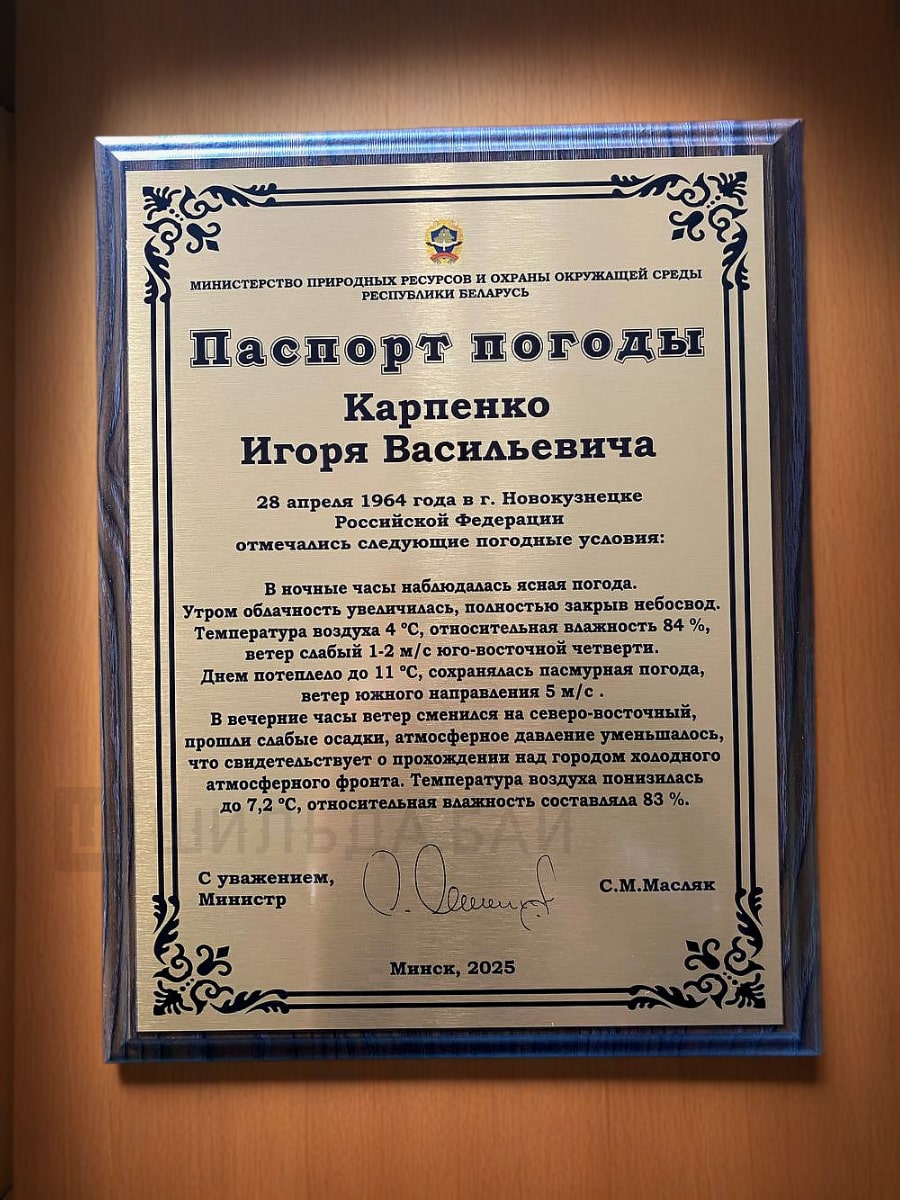 МИНИСТЕРСТВО ПРИРОДНЫХ РЕСУРСОВ И ОХРАНЫ ОКРУЖАЩЕЙ СРЕДЫ
РЕСПУБЛИКИ БЕЛАРУСЬ
Паспорт погоды
Карпенко
Игоря Васильевича
28 апреля 1964 года в г. Новокузнецке
Российской Федерации
отмечались следующие погодные условия:
В ночные часы наблюдалась ясная погода.
Утром облачность увеличилась, полностью закрыв небосвод.
Температура воздуха 4 °С, относительная влажность 84 %,
ветер слабый 1-2 м/с юго-восточной четверти.
Днем потеплело до 11 °С, сохранялась пасмурная погода,
ветер южного направления 5 м/с .
В вечерние часы ветер сменился на северо-восточный,
прошли слабые осадки, атмосферное давление уменьшалось,
что свидетельствует о прохождении над городом холодного
атмосферного фронта. Температура воздуха понизилась
до 7,2 °С, относительная влажность составляла 83 %.
ШИЛЬДА БАЙ
С уважением,
Министр
С.М.Масляк
Минск, 2025